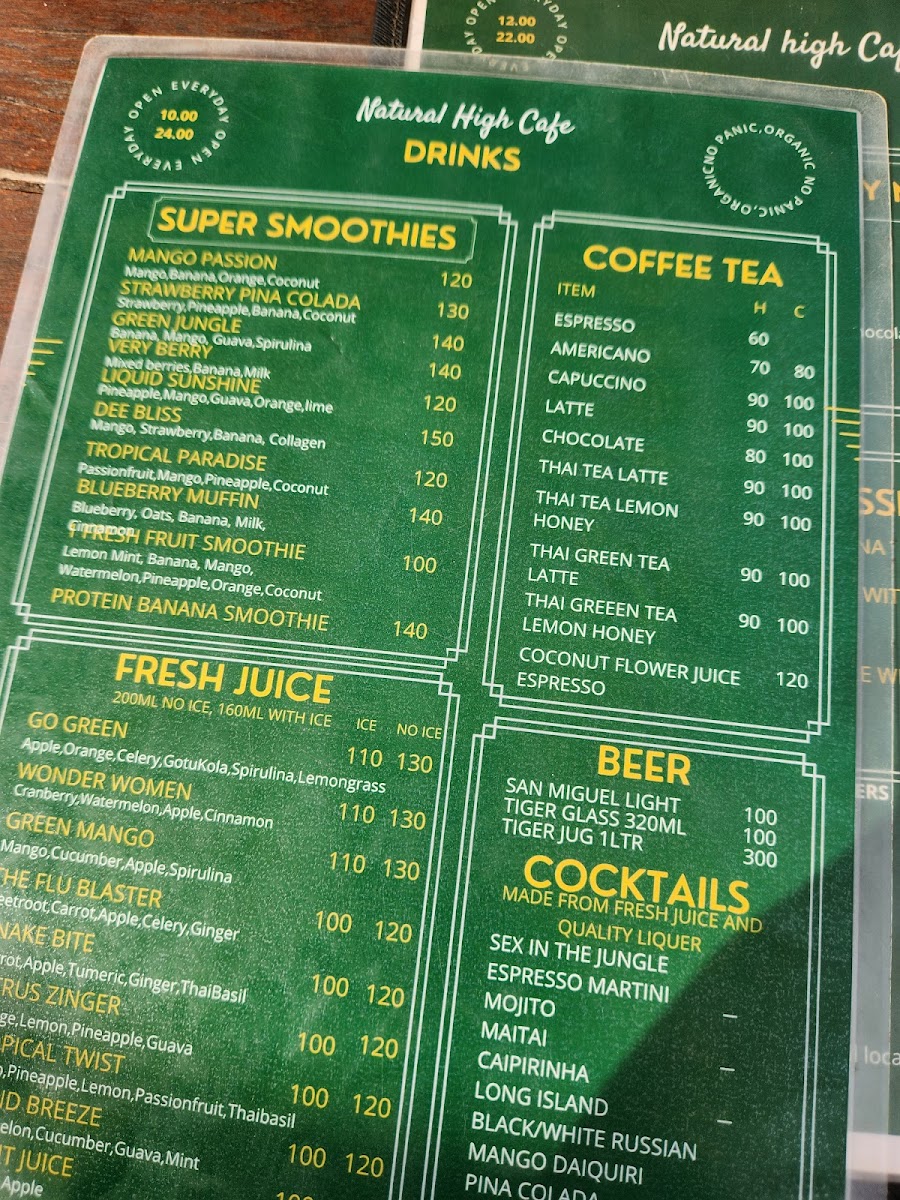 OPEN EVERYDAY OPEN EVERYDAY
10.00
24.00
Natural High Cafe
DRINKS
NO PANIC,ORGANIC NO PANIC,ORGANIC
SUPER SMOOTHIES
MANGO PASSION 120
Mango,Banana,Orange,Coconut
STRAWBERRY PINA COLADA 130
Strawberry,Pineapple,Banana,Coconut
GREEN JUNGLE 140
Banana, Mango, Guava,Spirulina
VERY BERRY 140
Mixed berries,Banana,Milk
LIQUID SUNSHINE 120
Pineapple,Mango,Guava,Orange,lime
DEE BLISS 150
Mango, Strawberry,Banana, Collagen
TROPICAL PARADISE 120
Passionfruit,Mango,Pineapple,Coconut
BLUEBERRY MUFFIN 140
Blueberry, Oats, Banana, Milk,
Cinnamon
1 FRESH FRUIT SMOOTHIE 100
Lemon Mint, Banana, Mango,
Watermelon,Pineapple,Orange,Coconut
PROTEIN BANANA SMOOTHIE 140
FRESH JUICE
200ML NO ICE, 160ML WITH ICE ICE NO ICE
GO GREEN 110 130
Apple,Orange,Celery,GotuKola,Spirulina,Lemongrass
WONDER WOMEN 110 130
Cranberry,Watermelon,Apple,Cinnamon
GREEN MANGO 110 130
Mango,Cucumber,Apple,Spirulina
FLU BLASTER 100 120
Carrot,Apple,Celery,Ginger
BITE 100 120
Apple,Tumeric,Ginger,ThaiBasil
ZINGER 100 120
Lemon,Pineapple,Guava
TWIST 100 120
Pineapple,Lemon,Passionfruit,Thaibasil
BREEZE 100 120
Cucumber,Guava,Mint
JUICE
Apple
COFFEE TEA
ITEM H C
ESPRESSO 60
AMERICANO 70 80
CAPUCCINO 90 100
LATTE 90 100
CHOCOLATE 80 100
THAI TEA LATTE 90 100
THAI TEA LEMON 90 100
HONEY
THAI GREEN TEA 90 100
LATTE
THAI GREEEN TEA 90 100
LEMON HONEY
COCONUT FLOWER JUICE 120
ESPRESSO
BEER
SAN MIGUEL LIGHT 100
TIGER GLASS 320ML 100
TIGER JUG 1LTR 300
COCKTAILS
MADE FROM FRESH JUICE AND
QUALITY LIQUER
SEX IN THE JUNGLE
ESPRESSO MARTINI
MOJITO
MAITAI
CAIPIRINHA
LONG ISLAND
BLACK/WHITE RUSSIAN
MANGO DAIQUIRI
PINA COLADA
OPEN EVERYDAY
12.00
22.00
Natural high